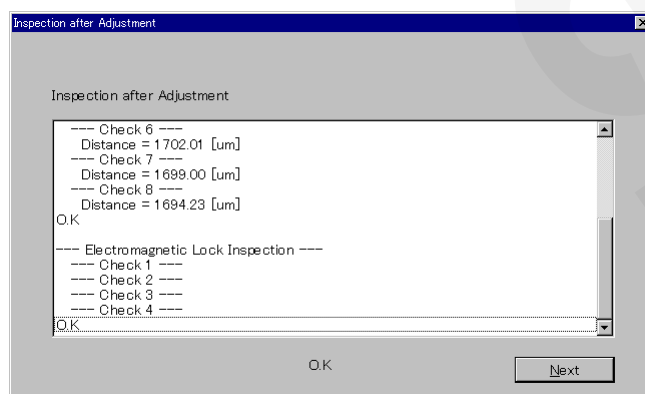 Inspection after Adjustment
Inspection after Adjustment
--- Check 6 ---
Distance = 1702.01 [um]
--- Check 7 ---
Distance = 1699.00 [um]
--- Check 8 ---
Distance = 1694.23 [um]
O.K
--- Electromagnetic Lock Inspection ---
--- Check 1 ---
--- Check 2 ---
--- Check 3 ---
--- Check 4 ---
O.K
O.K
Next